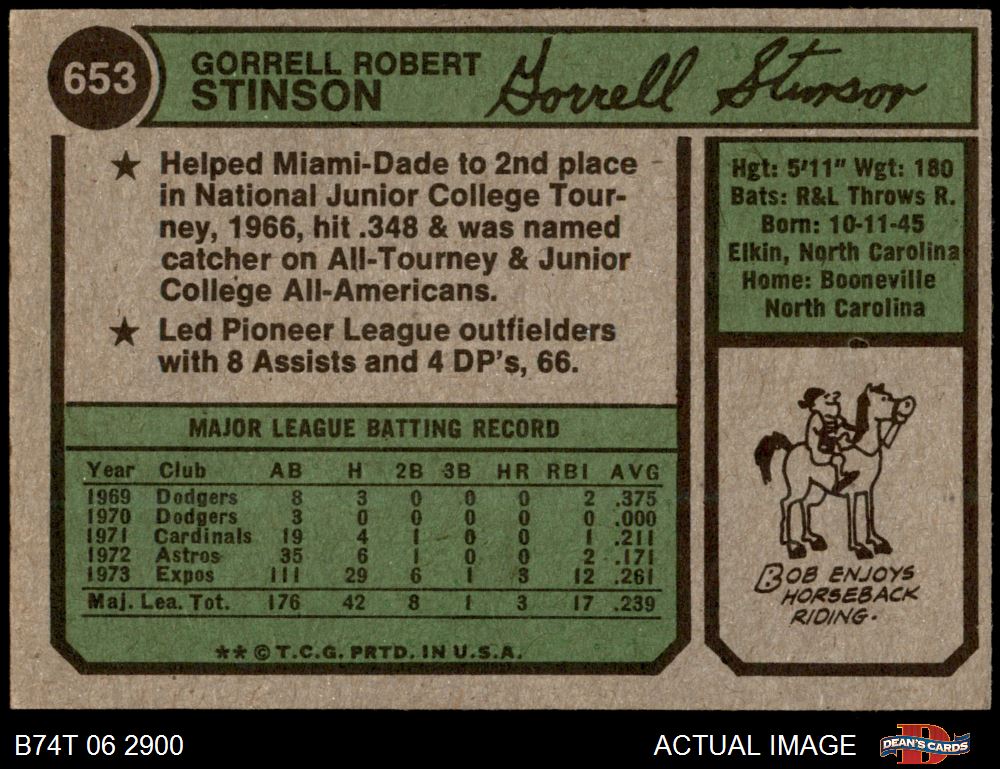 653
GORRELL ROBERT
STINSON
Gorrell Stinson
★ Helped Miami-Dade to 2nd place
in National Junior College Tour-
ney, 1966, hit .348 & was named
catcher on All-Tourney & Junior
College All-Americans.
★ Led Pioneer League outfielders
with 8 Assists and 4 DP's, 66.
Hgt: 5'11" Wgt: 180
Bats: R&L Throws R.
Born: 10-11-45
Elkin, North Carolina
Home: Booneville
North Carolina
MAJOR LEAGUE BATTING RECORD
Year Club AB H 2B 3B HR RBI AVG
1969 Dodgers 8 3 0 0 0 2 .375
1970 Dodgers 3 0 0 0 0 0 .000
1971 Cardinals 19 4 1 0 0 1 .211
1972 Astros 35 6 1 0 0 2 .171
1973 Expos 111 29 6 1 3 12 .261
Maj. Lea. Tot. 176 42 8 1 3 17 .239
** © T.C.G. PRTD. IN U.S.A.
BOB ENJOYS
HORSEBACK
RIDING.
B74T 06 2900
ACTUAL IMAGE
DEAN'S CARDS